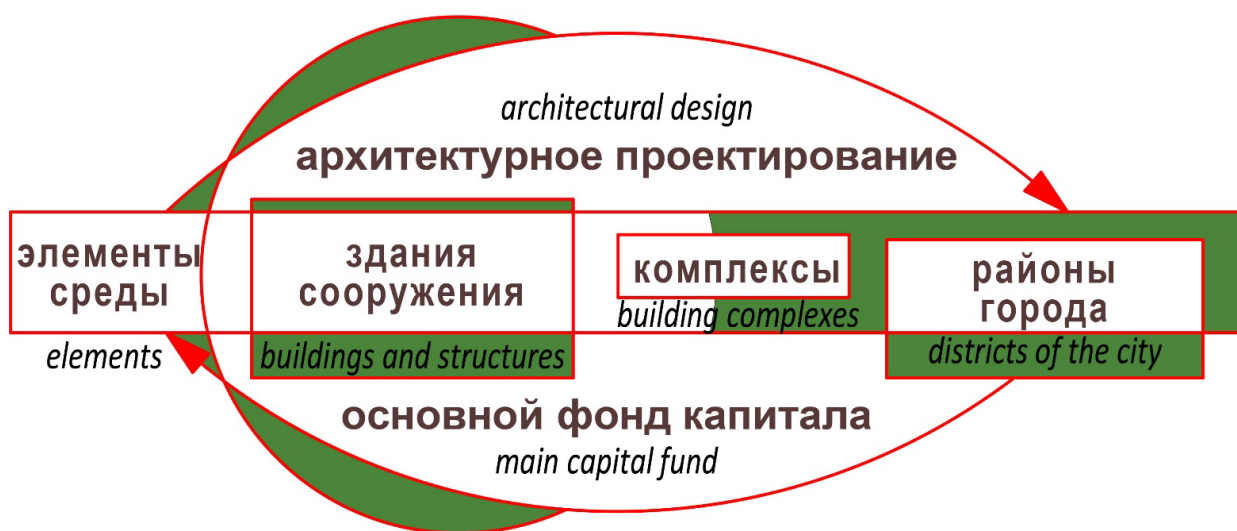 architectural design
архитектурное проектирование
элементы
среды
elements
здания
сооружения
buildings and structures
комплексы
building complexes
районы
города
districts of the city
основной фонд капитала
main capital fund